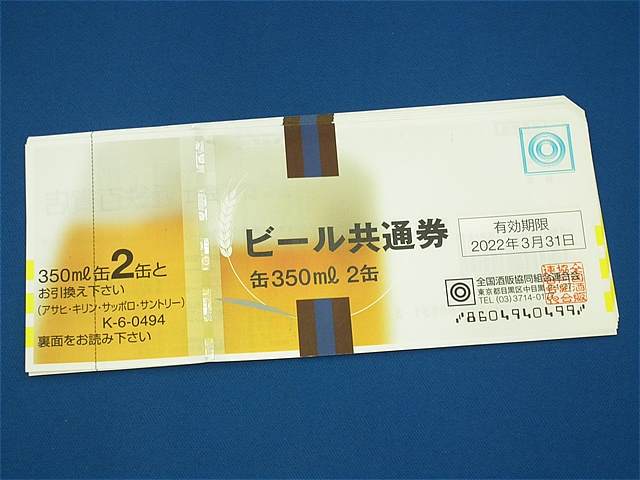 350ml缶2缶と
お引換え下さい
(アサヒ・キリン・サッポロ・サントリー)
K-6-0494
裏面をお読み下さい
ビール共通券
缶350ml 2缶
有効期限
2022年3月31日
全国酒販協同組合連合会
東京都目黒区中目黒
TEL (03)3714-01
8604940499